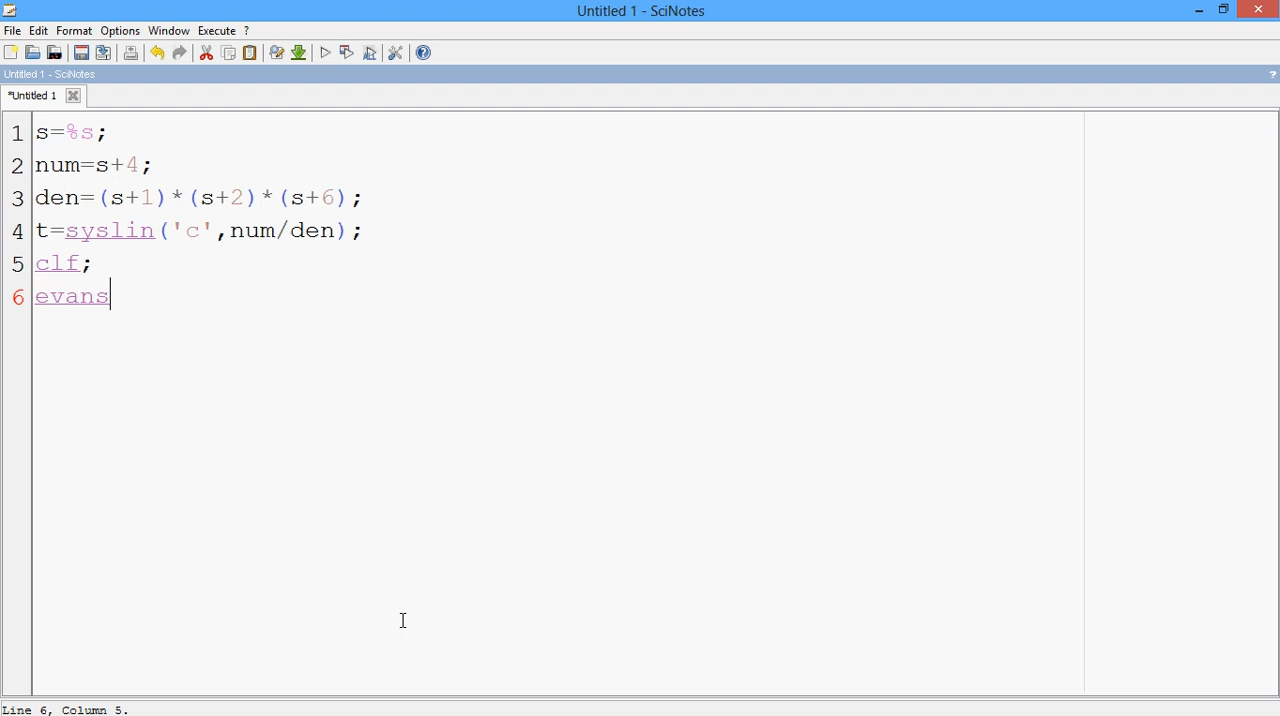 Untitled 1 - SciNotes
File Edit Format Options Window Execute ?
Untitled 1 - SciNotes ?
*Untitled 1
1 s=%s;
2 num=s+4;
3 den=(s+1)*(s+2)*(s+6);
4 t=syslin('c',num/den);
5 clf;
6 evans
Line 6, Column 5.